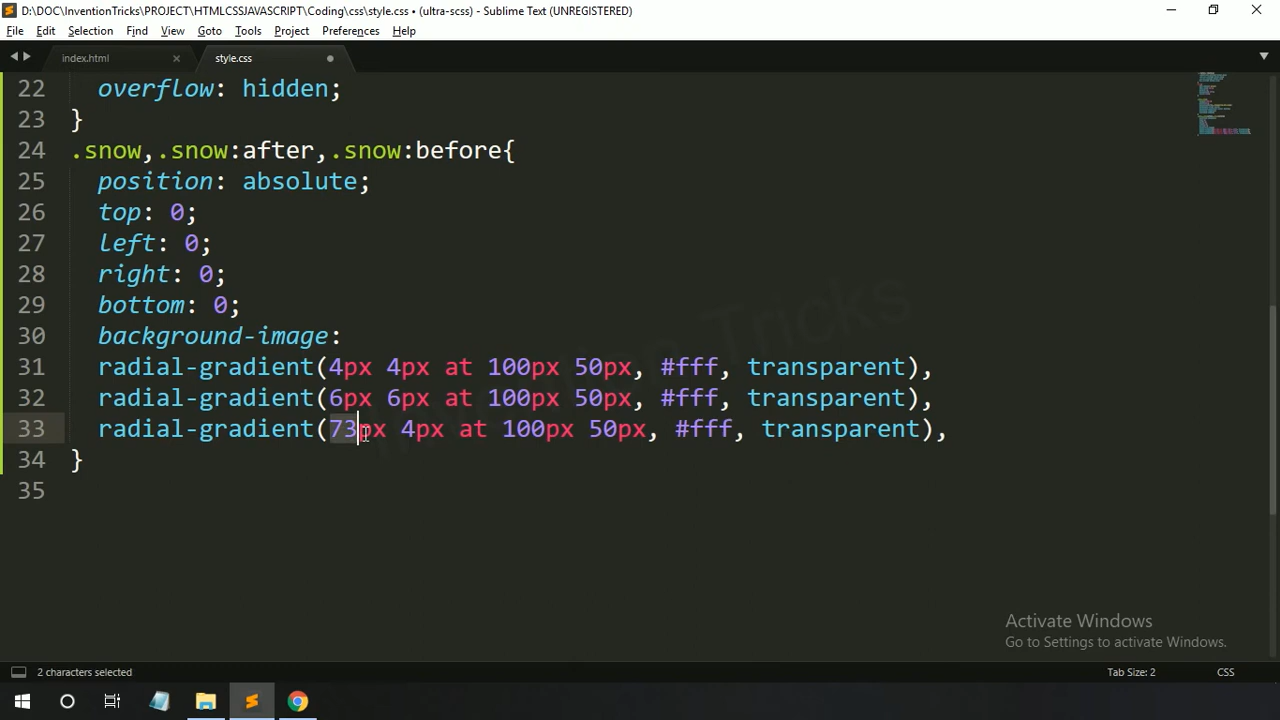 D:\DOC\InventionTricks\PROJECT\HTMLCSSJAVASCRIPT\Coding\css\style.css • (ultra-scss) - Sublime Text (UNREGISTERED)
File Edit Selection Find View Goto Tools Project Preferences Help
index.html × style.css
22 overflow: hidden;
23 }
24 .snow,.snow:after,.snow:before{
25 position: absolute;
26 top: 0;
27 left: 0;
28 right: 0;
29 bottom: 0;
30 background-image:
31 radial-gradient(4px 4px at 100px 50px, #fff, transparent),
32 radial-gradient(6px 6px at 100px 50px, #fff, transparent),
33 radial-gradient(73px 4px at 100px 50px, #fff, transparent),
34 }
35
Invention Tricks
Activate Windows
Go to Settings to activate Windows.
2 characters selected Tab Size: 2 CSS